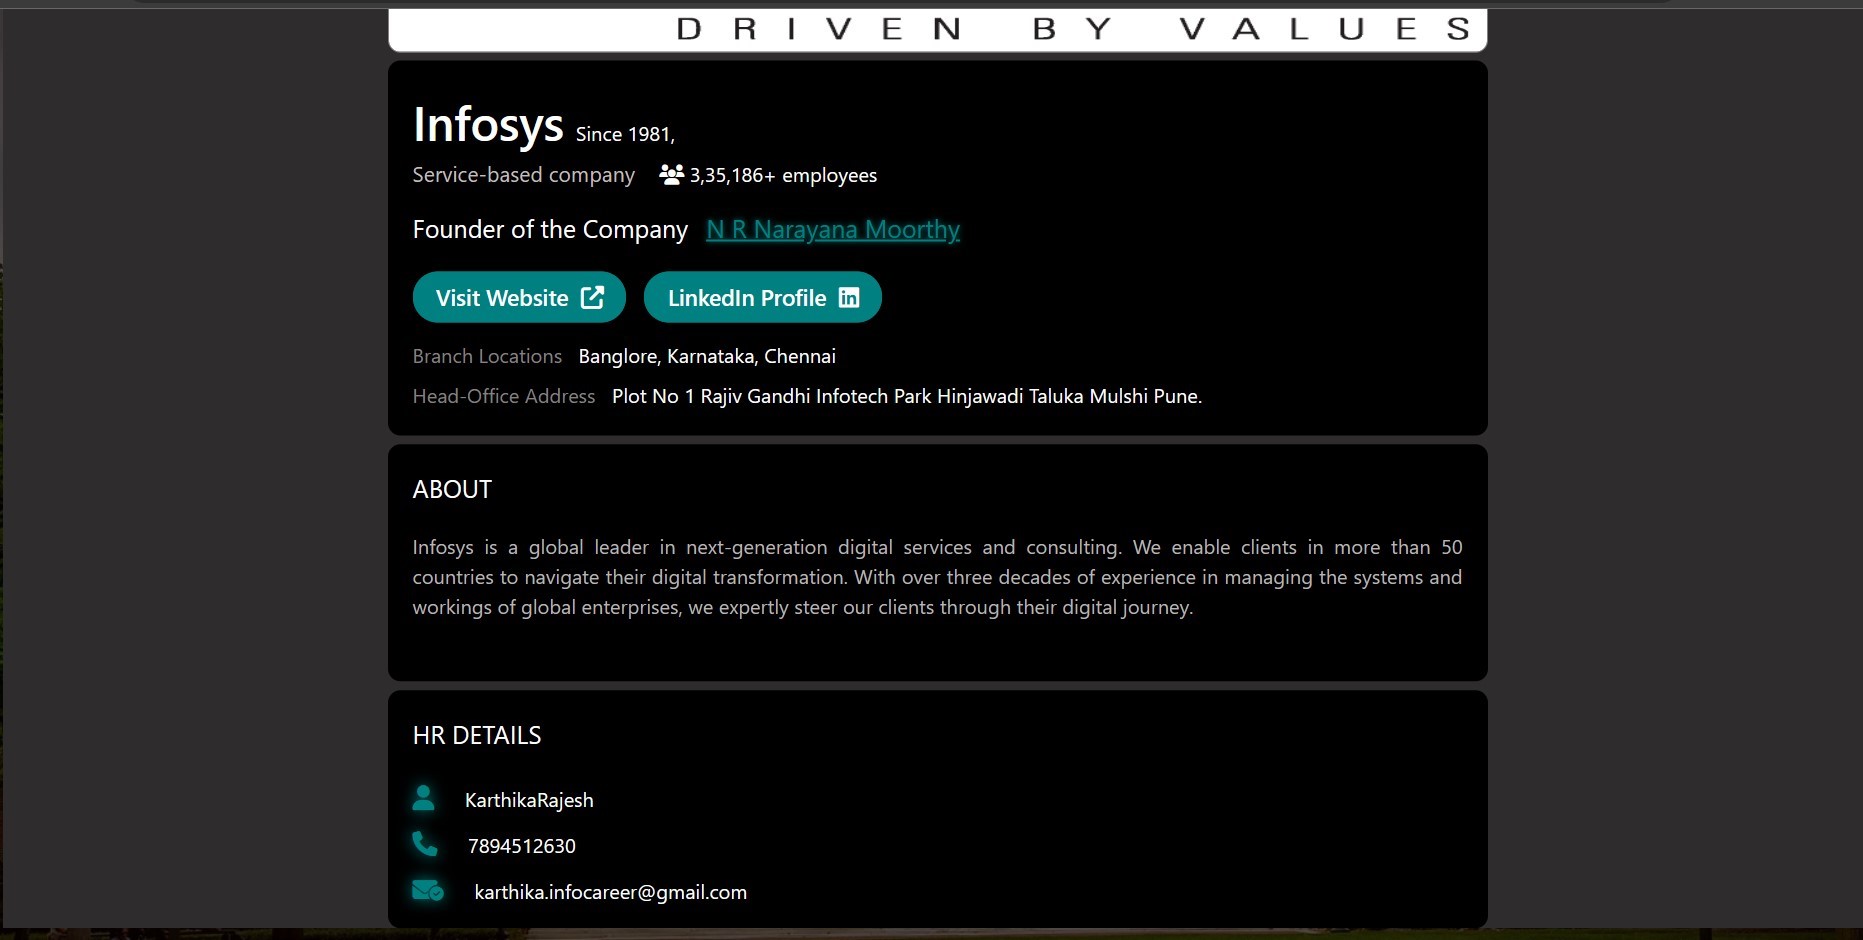 DRIVEN BY VALUES
Infosys Since 1981,
Service-based company 3,35,186+ employees
Founder of the Company N R Narayana Moorthy
Visit Website LinkedIn Profile
Branch Locations Banglore, Karnataka, Chennai
Head-Office Address Plot No 1 Rajiv Gandhi Infotech Park Hinjawadi Taluka Mulshi Pune.
ABOUT
Infosys is a global leader in next-generation digital services and consulting. We enable clients in more than 50
countries to navigate their digital transformation. With over three decades of experience in managing the systems and
workings of global enterprises, we expertly steer our clients through their digital journey.
HR DETAILS
KarthikaRajesh
7894512630
karthika.infocareer@gmail.com